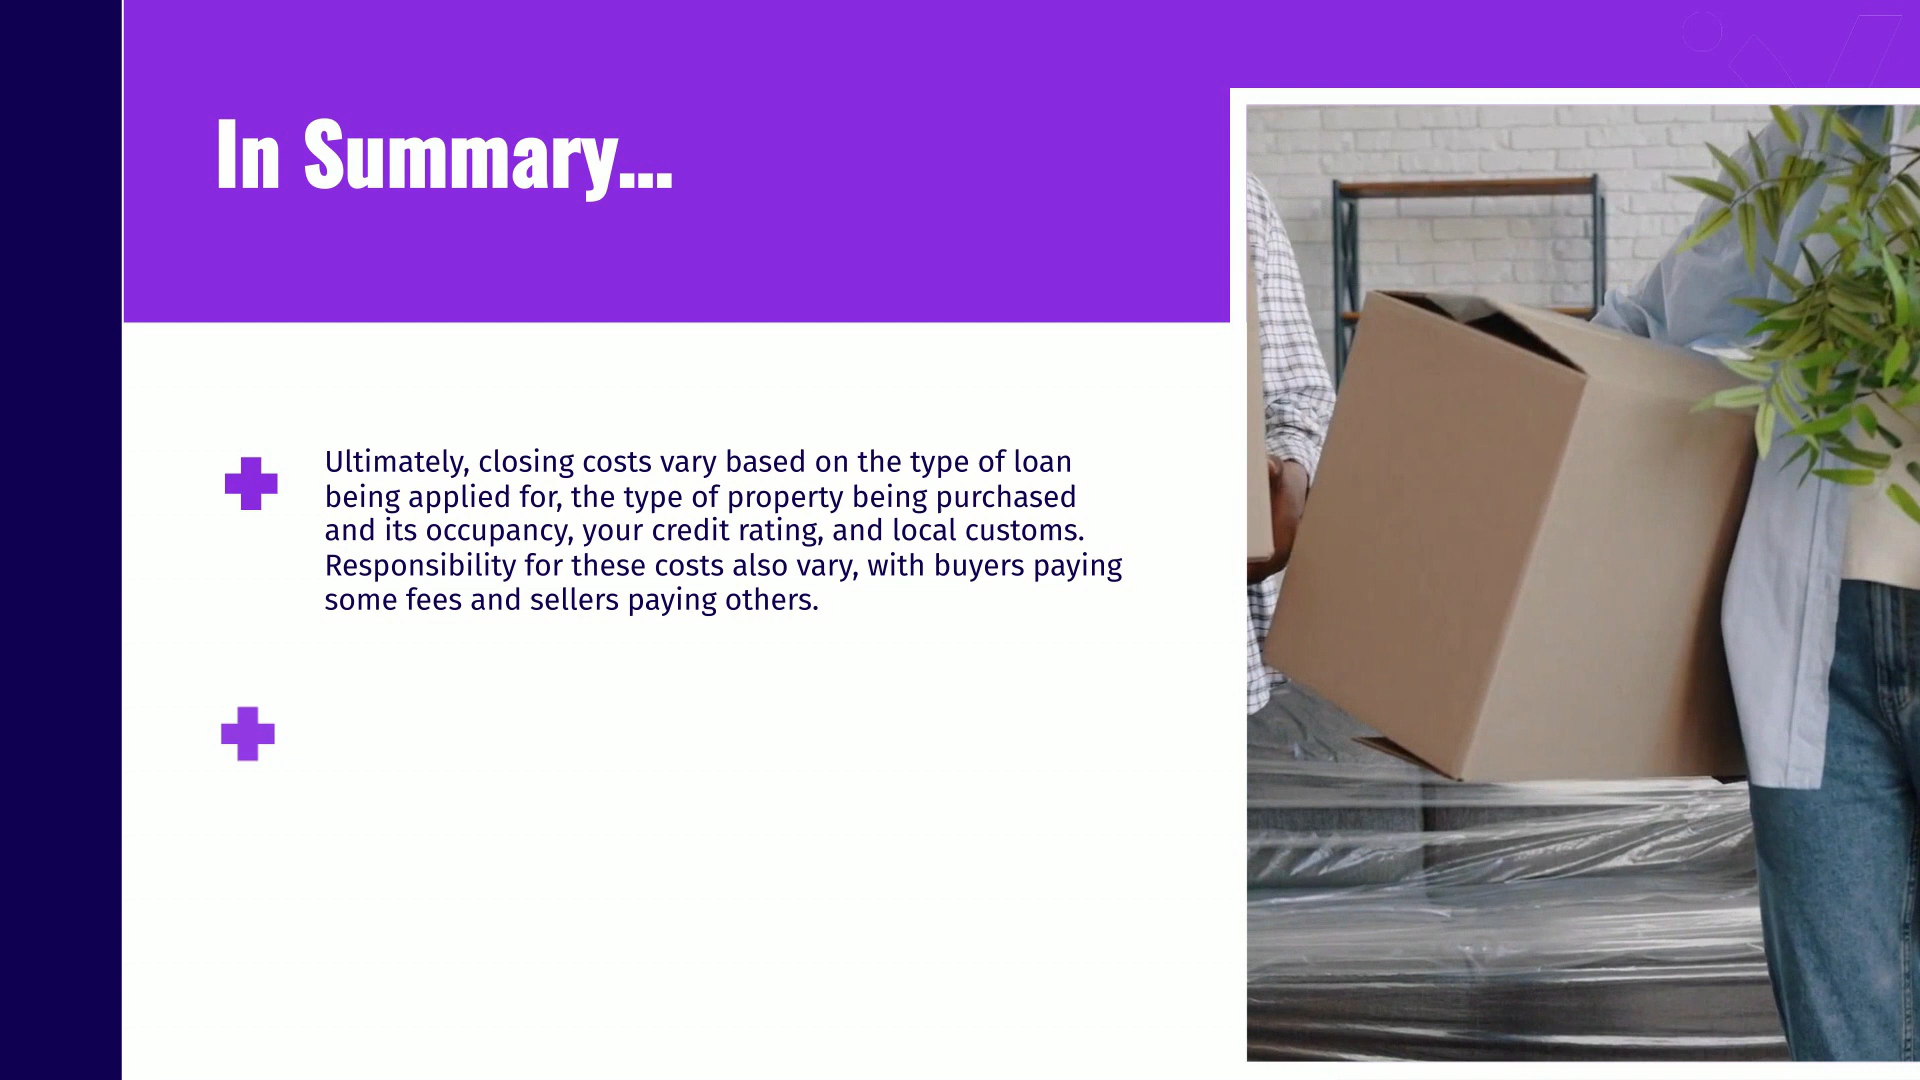 In Summary...
Ultimately, closing costs vary based on the type of loan
being applied for, the type of property being purchased
and its occupancy, your credit rating, and local customs.
Responsibility for these costs also vary, with buyers paying
some fees and sellers paying others.